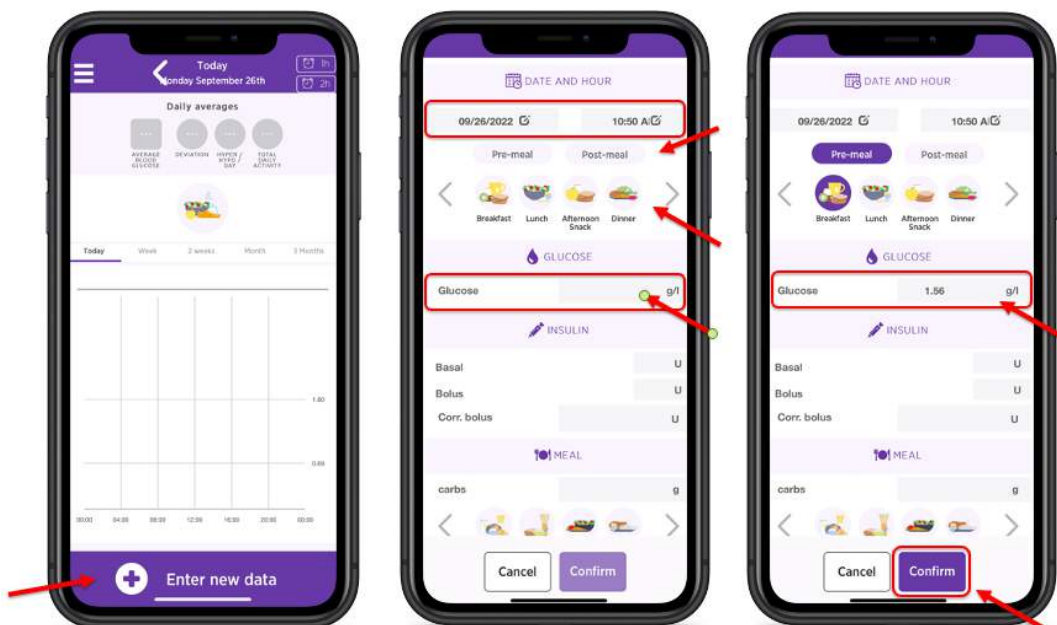 Today
Monday September 26th
1h
2h
Daily averages
AVERAGE BLOOD GLUCOSE
DEVIATION
HYPER / HYPO / DAY
TOTAL DAILY ACTIVITY
Today Week 2 weeks Month 3 Months
1.80
00:00 04:00 08:00 12:00 16:00 20:00 00:00
Enter new data
DATE AND HOUR
09/26/2022 10:50 A
Pre-meal Post-meal
Breakfast Lunch Afternoon Snack Dinner
GLUCOSE
Glucose g/l
INSULIN
Basal U
Bolus U
Corr. bolus U
MEAL
carbs g
Cancel Confirm
DATE AND HOUR
09/26/2022 10:50 A
Pre-meal Post-meal
Breakfast Lunch Afternoon Snack Dinner
GLUCOSE
Glucose 1.56 g/l
INSULIN
Basal U
Bolus U
Corr. bolus U
MEAL
carbs g
Cancel Confirm